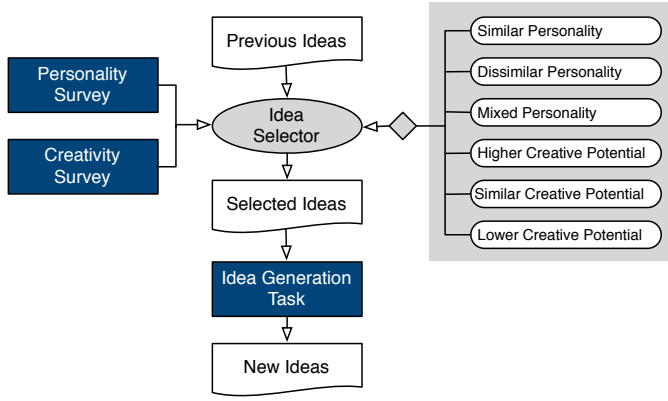 Previous Ideas
Personality
Survey
Creativity
Survey
Idea
Selector
Selected Ideas
Idea Generation
Task
New Ideas
Similar Personality
Dissimilar Personality
Mixed Personality
Higher Creative Potential
Similar Creative Potential
Lower Creative Potential